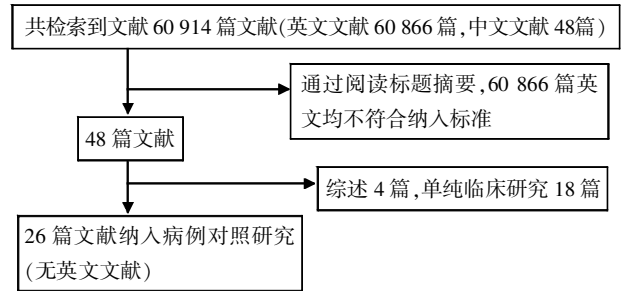 共检索到文献 60 914 篇文献(英文文献 60 866 篇,中文文献 48篇)
通过阅读标题摘要,60 866 篇英
文均不符合纳入标准
48 篇文献
综述 4 篇,单纯临床研究 18 篇
26 篇文献纳入病例对照研究
(无英文文献)